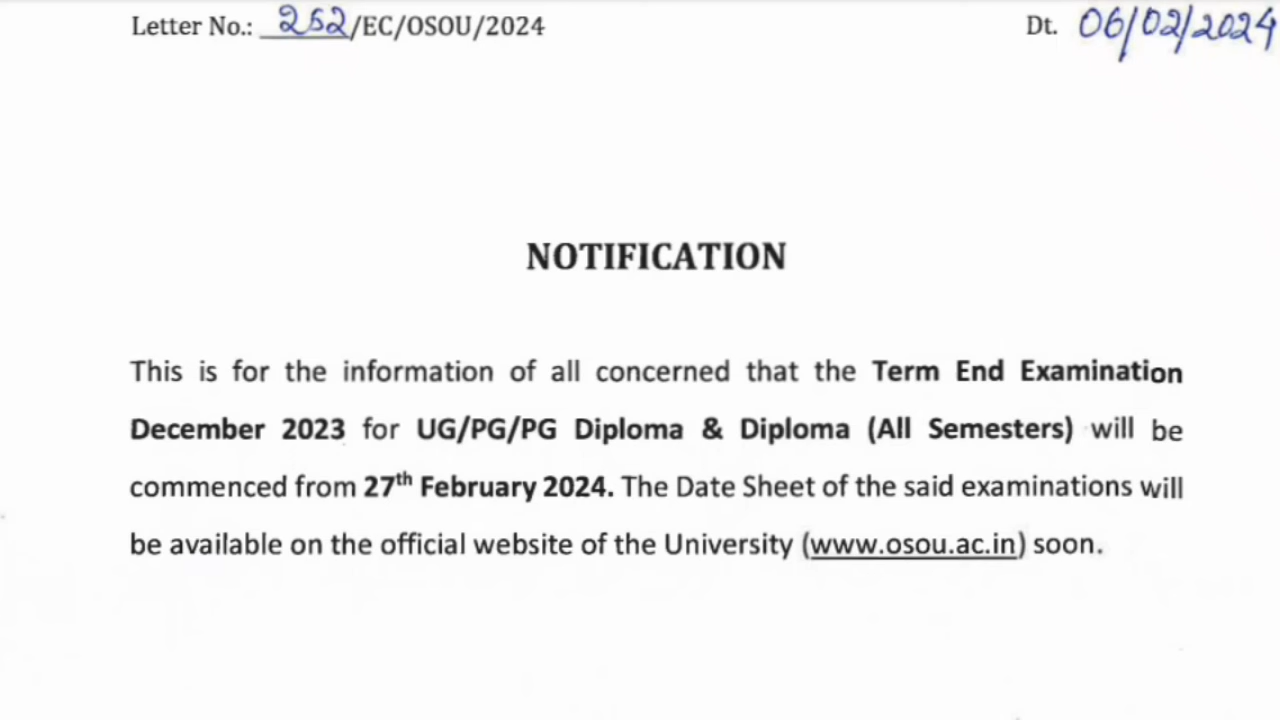 Letter No.: 252/EC/OSOU/2024 Dt. 06/02/2024
NOTIFICATION
This is for the information of all concerned that the Term End Examination
December 2023 for UG/PG/PG Diploma & Diploma (All Semesters) will be
commenced from 27th February 2024. The Date Sheet of the said examinations will
be available on the official website of the University (www.osou.ac.in) soon.